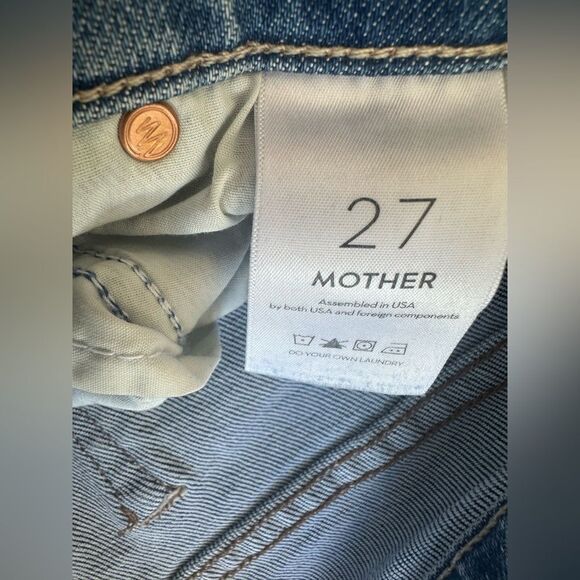 27
MOTHER
Assembled in USA
by both USA and foreign components
DO YOUR OWN LAUNDRY